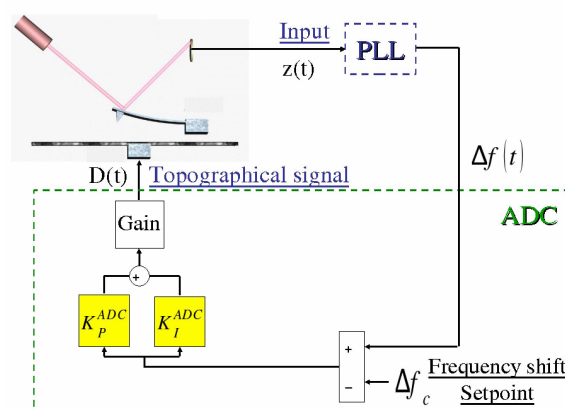 Input
z(t)
PLL
Δf(t)
D(t)
Topographical signal
ADC
Gain
+
K_P^ADC
K_I^ADC
+
−
Δf_c
Frequency shift
Setpoint